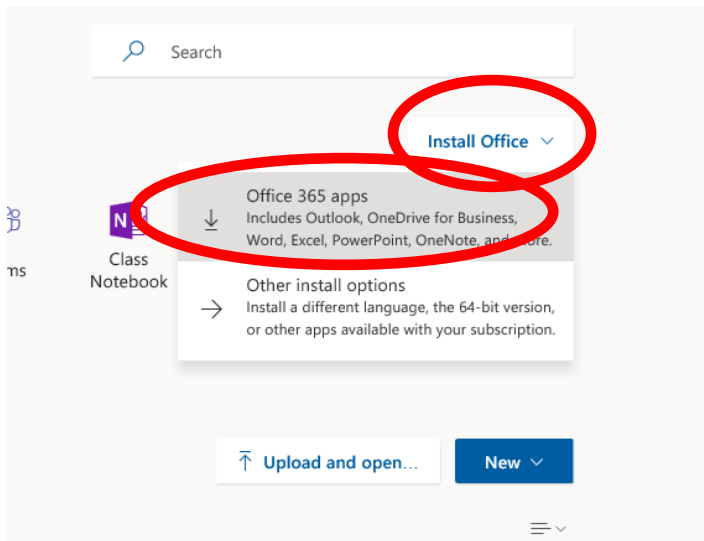 Search
Install Office
Office 365 apps
Includes Outlook, OneDrive for Business,
Word, Excel, PowerPoint, OneNote, and more.
ms
N
Class
Notebook
Other install options
Install a different language, the 64-bit version,
or other apps available with your subscription.
Upload and open...
New